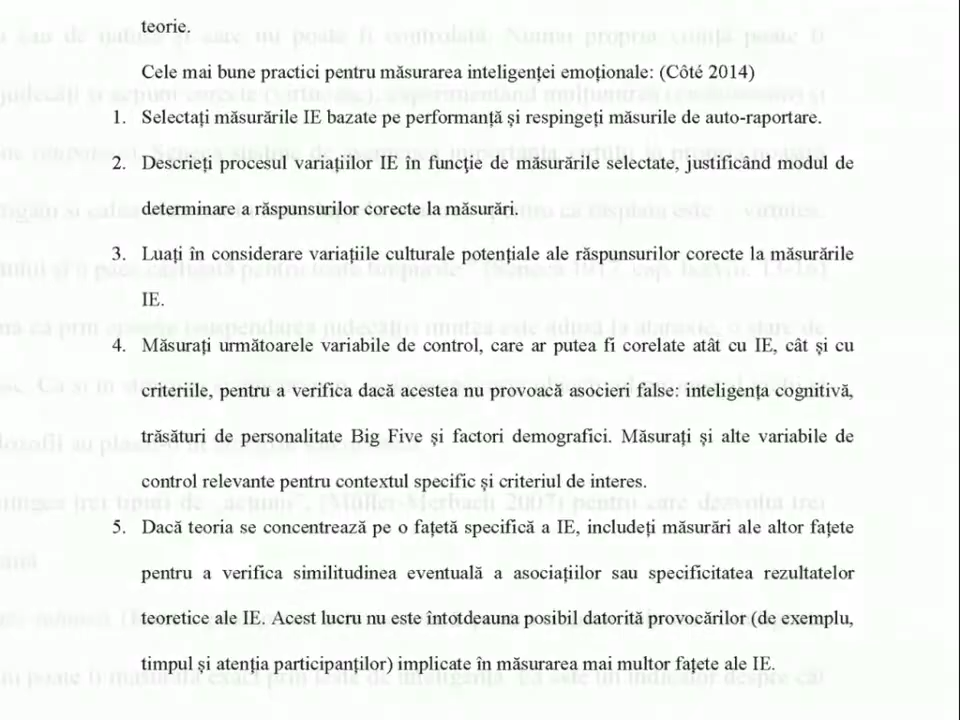 teorie.
Cele mai bune practici pentru măsurarea inteligenței emoționale: (Côté 2014)
1. Selectați măsurările IE bazate pe performanță și respingeți măsurile de auto-raportare.
2. Descrieți procesul variațiilor IE în funcție de măsurările selectate, justificând modul de
determinare a răspunsurilor corecte la măsurări.
3. Luați în considerare variațiile culturale potențiale ale răspunsurilor corecte la măsurările
IE.
4. Măsurați următoarele variabile de control, care ar putea fi corelate atât cu IE, cât și cu
criteriile, pentru a verifica dacă acestea nu provoacă asocieri false: inteligența cognitivă,
trăsături de personalitate Big Five și factori demografici. Măsurați și alte variabile de
control relevante pentru contextul specific și criteriul de interes.
5. Dacă teoria se concentrează pe o fațetă specifică a IE, includeți măsurări ale altor fațete
pentru a verifica similitudinea eventuală a asociațiilor sau specificitatea rezultatelor
teoretice ale IE. Acest lucru nu este întotdeauna posibil datorită provocărilor (de exemplu,
timpul și atenția participanților) implicate în măsurarea mai multor fațete ale IE.